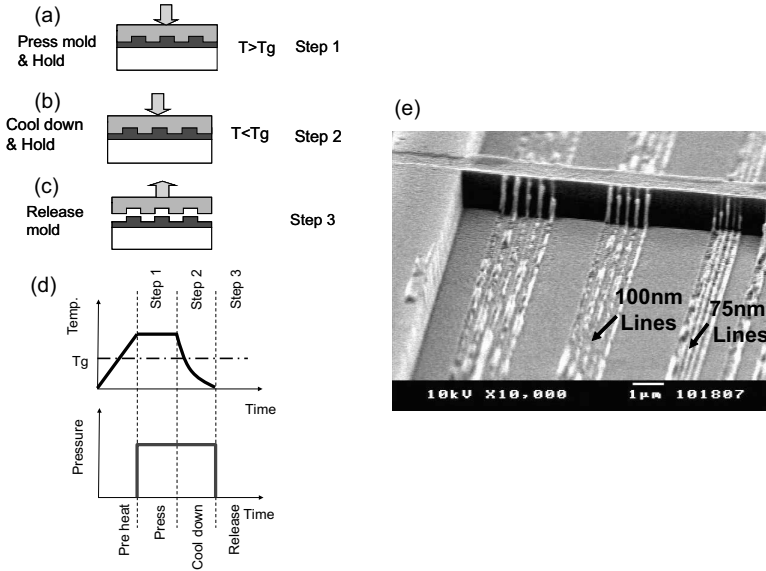 (a)
Press mold
& Hold
T>Tg
Step 1
(b)
Cool down
& Hold
T<Tg
Step 2
(c)
Release
mold
Step 3
(d)
Step 1
Step 2
Step 3
Temp.
Tg
Time
Pressure
Time
Pre heat
Press
Cool down
Release
(e)
100nm
Lines
75nm
Lines
10kV X10,000 1μm 101807